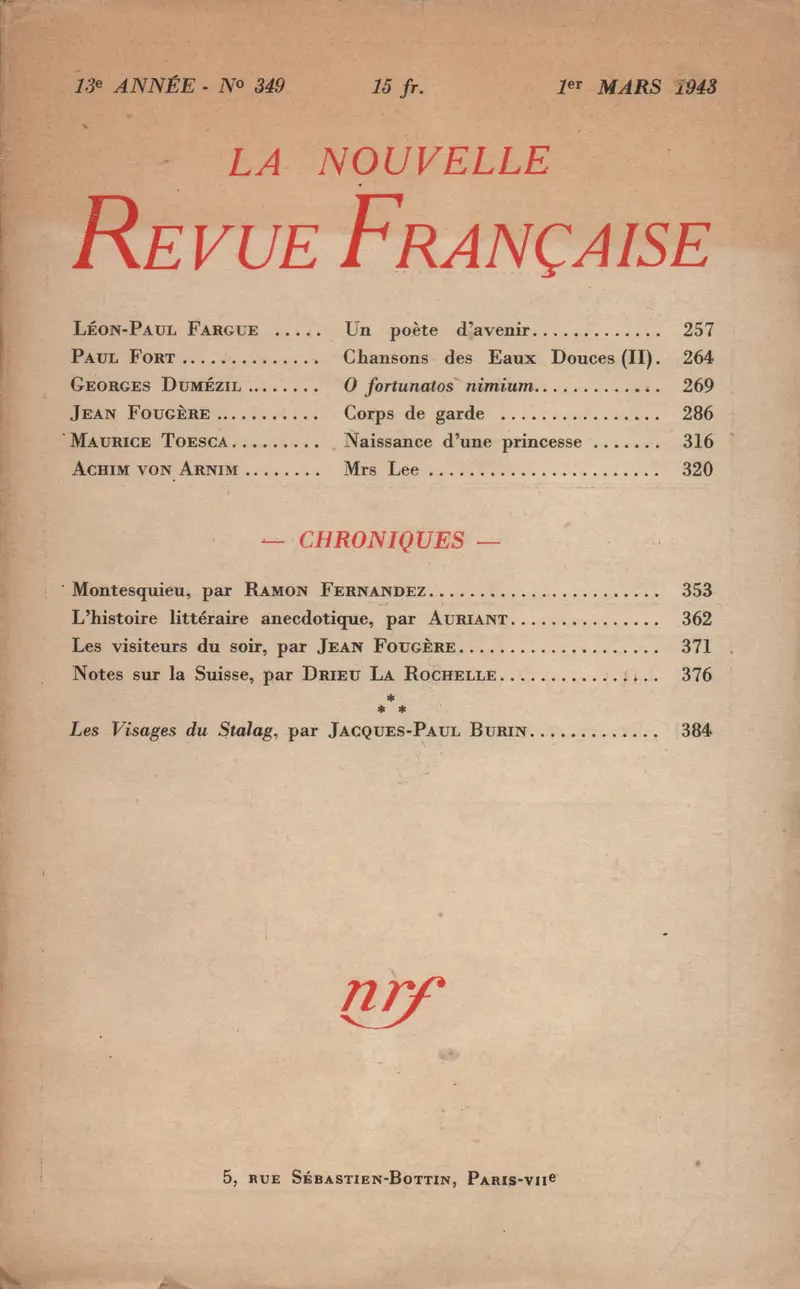 13e ANNÉE - No 349 15 fr. 1er MARS 1943
LA NOUVELLE
REVUE FRANÇAISE
LÉON-PAUL FARGUE ..... Un poète d'avenir............. 257
PAUL FORT.............. Chansons des Eaux Douces (II). 264
GEORGES DUMÉZIL........ O fortunatos nimium............. 269
JEAN FOUGÈRE........... Corps de garde ................ 286
MAURICE TOESCA......... Naissance d'une princesse ....... 316
ACHIM VON ARNIM........ Mrs Lee ....................... 320
— CHRONIQUES —
Montesquieu, par RAMON FERNANDEZ....................... 353
L'histoire littéraire anecdotique, par AURIANT............... 362
Les visiteurs du soir, par JEAN FOUGÈRE.................... 371
Notes sur la Suisse, par DRIEU LA ROCHELLE................ 376
*
* *
Les Visages du Stalag, par JACQUES-PAUL BURIN............. 384
nrf
5, RUE SÉBASTIEN-BOTTIN, PARIS-VIIe